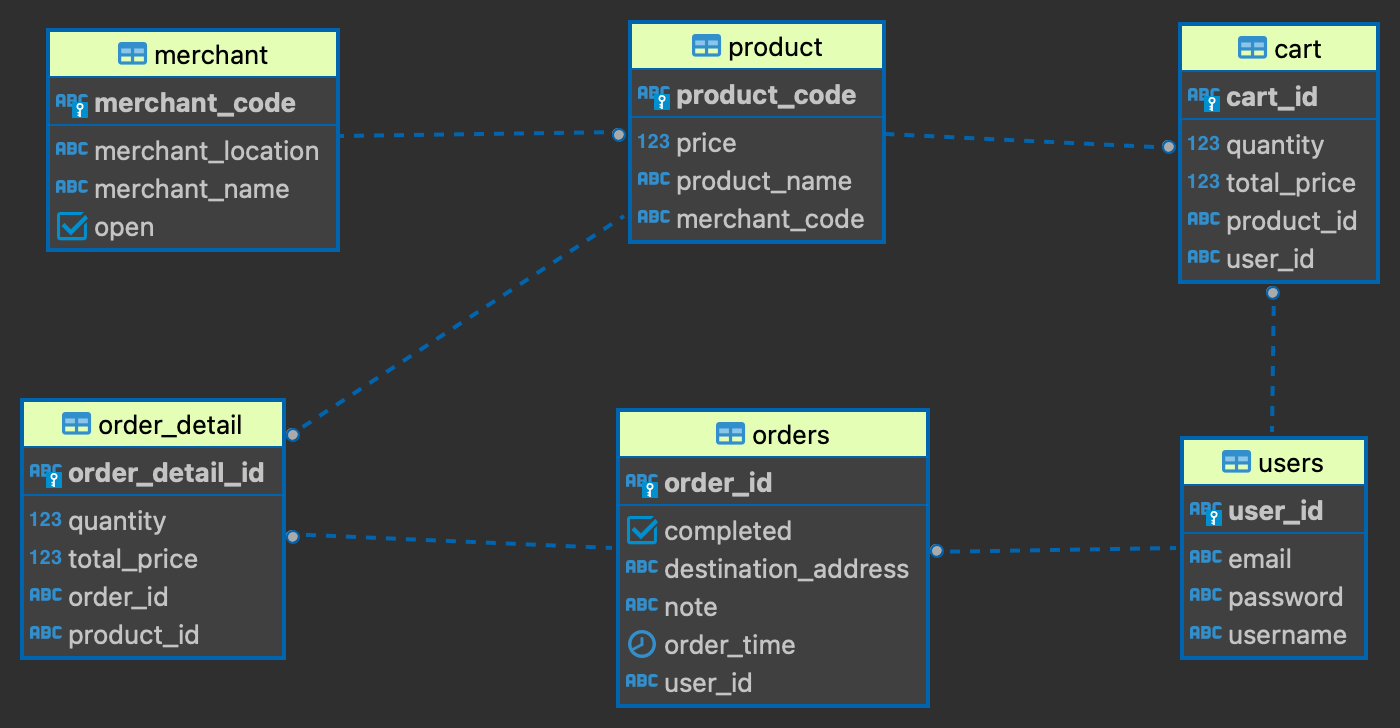 merchant
ABC merchant_code
ABC merchant_location
ABC merchant_name
open
product
ABC product_code
123 price
ABC product_name
ABC merchant_code
cart
ABC cart_id
123 quantity
123 total_price
ABC product_id
ABC user_id
order_detail
ABC order_detail_id
123 quantity
123 total_price
ABC order_id
ABC product_id
orders
ABC order_id
completed
ABC destination_address
ABC note
order_time
ABC user_id
users
ABC user_id
ABC email
ABC password
ABC username